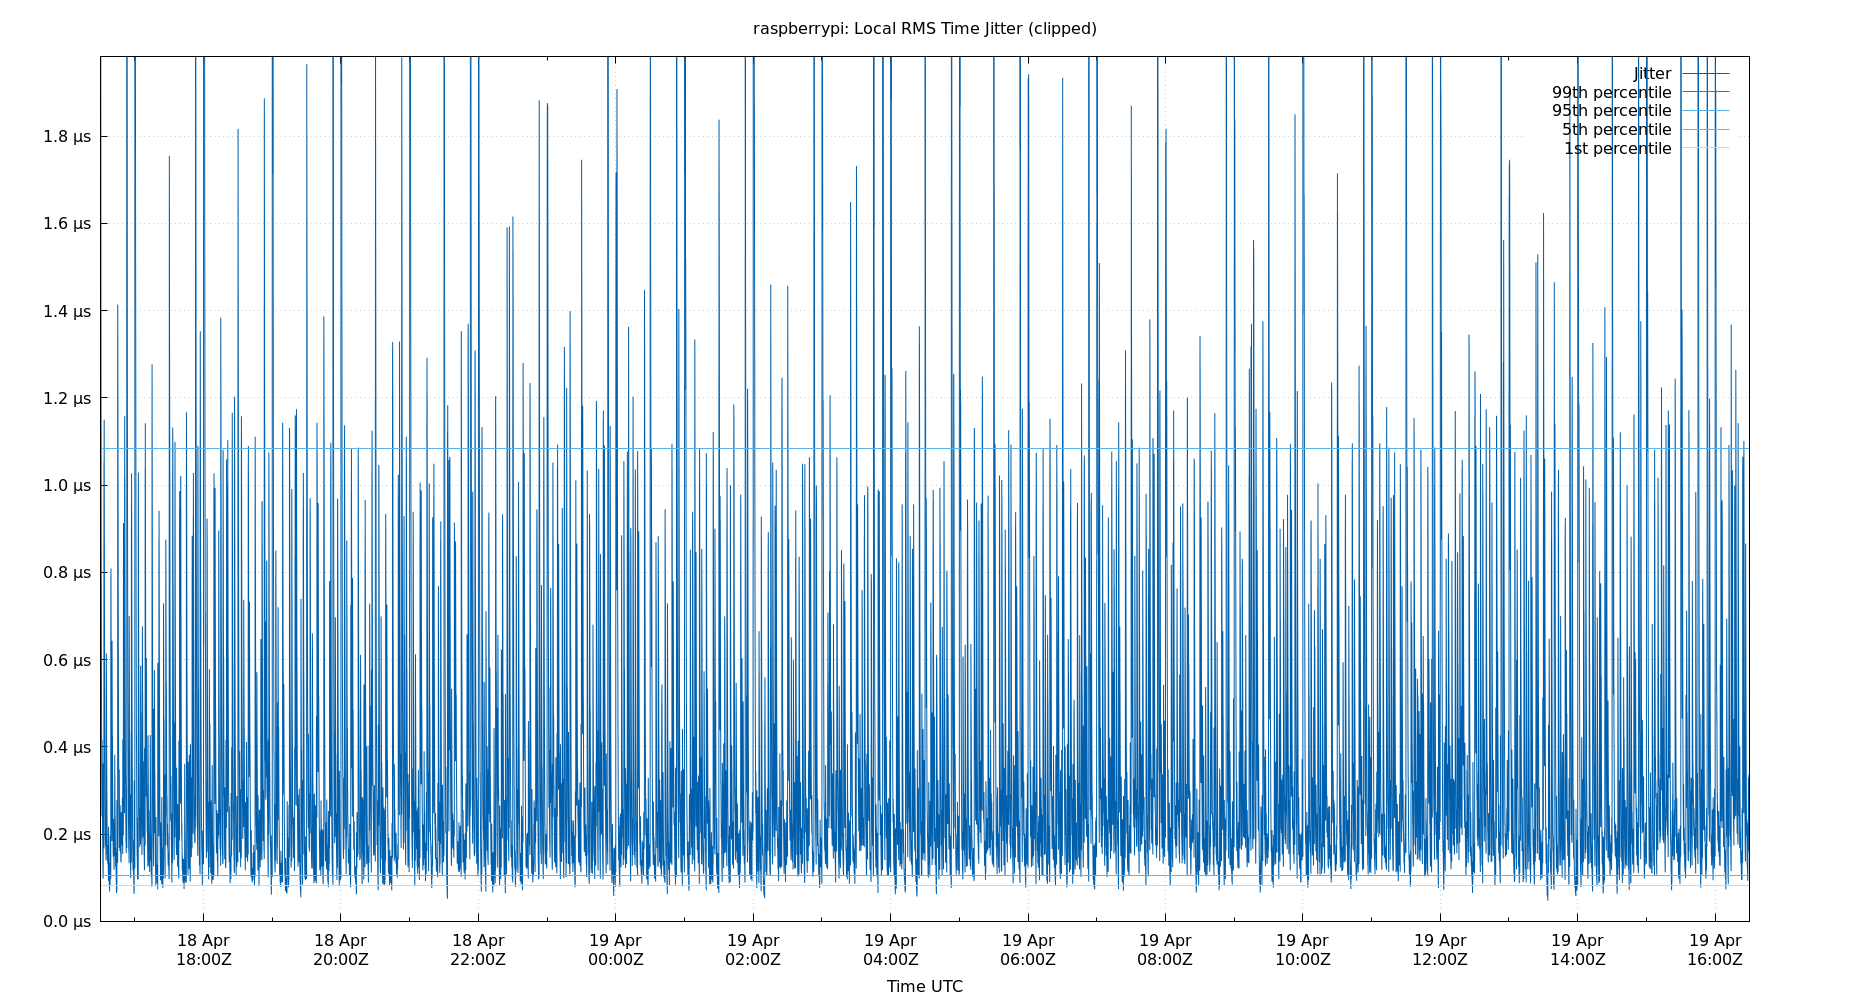 raspberrypi: Local RMS Time Jitter (clipped)
Jitter
99th percentile
95th percentile
5th percentile
1st percentile
1.8 µs
1.6 µs
1.4 µs
1.2 µs
1.0 µs
0.8 µs
0.6 µs
0.4 µs
0.2 µs
0.0 µs
18 Apr 18 Apr 18 Apr 19 Apr 19 Apr 19 Apr 19 Apr 19 Apr 19 Apr 19 Apr 19 Apr 19 Apr
18:00Z 20:00Z 22:00Z 00:00Z 02:00Z 04:00Z 06:00Z 08:00Z 10:00Z 12:00Z 14:00Z 16:00Z
Time UTC